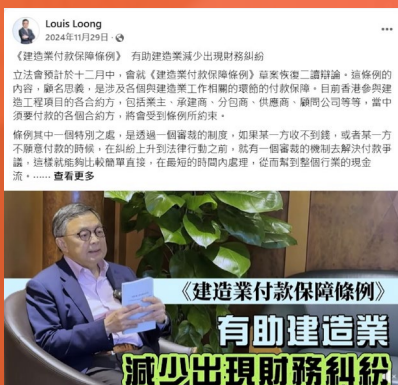 Louis Loong
2024年11月29日
《建造業付款保障條例》 有助建造業減少出現財務糾紛
立法會預計於十二月中，會就《建造業付款保障條例》草案恢復二讀辯論。這條例的
內容，顧名思義，是涉及各個與建造業工作相關的環節的付款保障。目前香港參與建
造工程項目的各合約方，包括業主、承建商、分包商、供應商、顧問公司等等，當中
須要付款的各個合約方，將會受到條例所約束。
條例其中一個特別之處，是透過一個審裁的制度，如果某一方收不到錢，或者某一方
不願意付款的時候，在糾紛上升到法律行動之前，就有一個審裁的機制去解決付款爭
議，這樣就能夠比較簡單直接，在最短的時間內處理，從而幫到整個行業的現金
流。…… 查看更多
《建造業付款保障條例》
有助建造業
減少出現財務糾紛